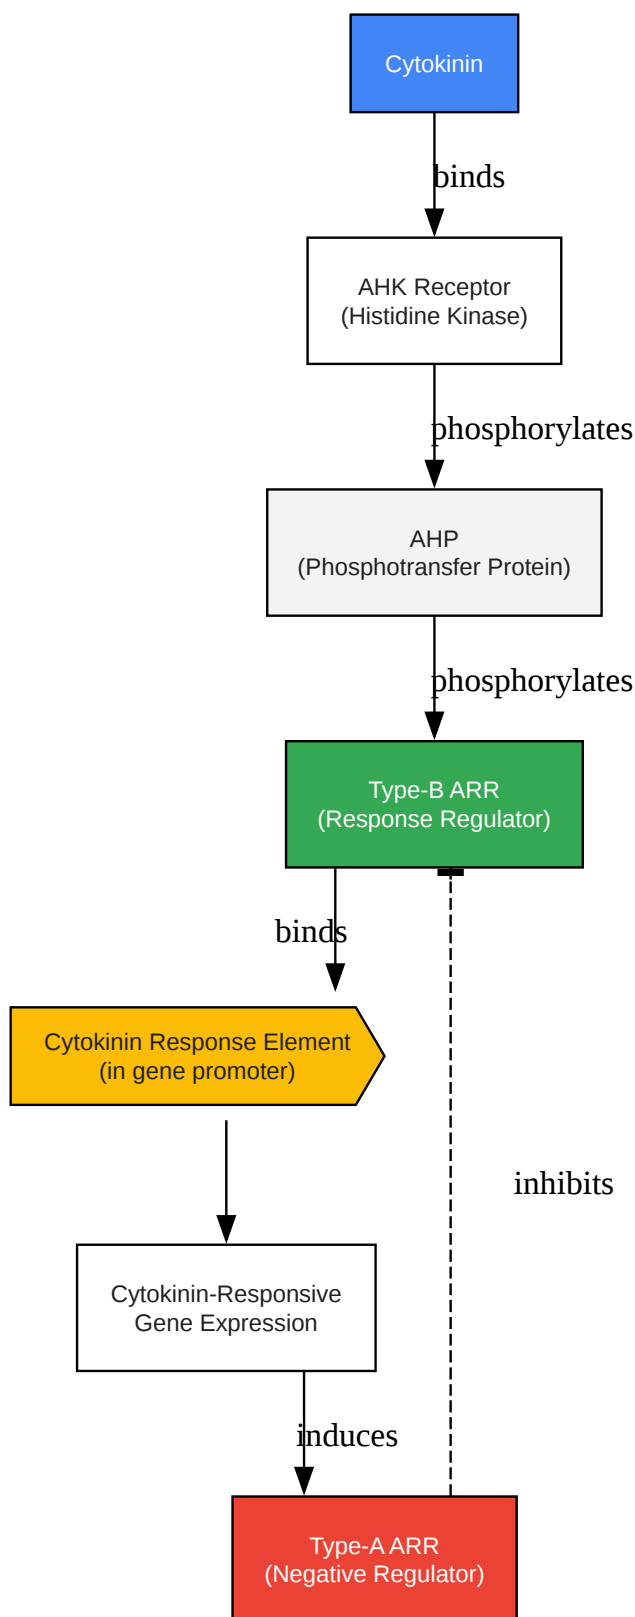 Cytokinin
binds
AHK Receptor
(Histidine Kinase)
phosphorylates
AHP
(Phosphotransfer Protein)
phosphorylates
Type-B ARR
(Response Regulator)
binds
Cytokinin Response Element
(in gene promoter)
inhibits
Cytokinin-Responsive
Gene Expression
induces
Type-A ARR
(Negative Regulator)